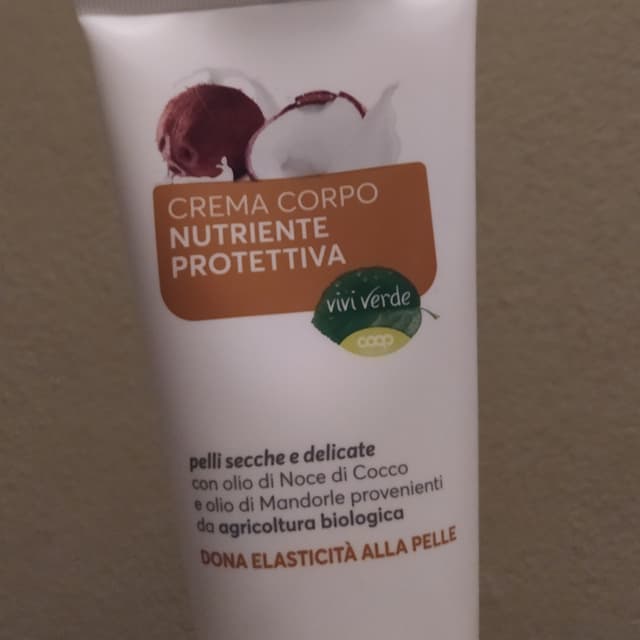 CREMA CORPO
NUTRIENTE
PROTETTIVA
vivi verde
coop
pelli secche e delicate
con olio di Noce di Cocco
e olio di Mandorle provenienti
da agricoltura biologica
DONA ELASTICITÀ ALLA PELLE